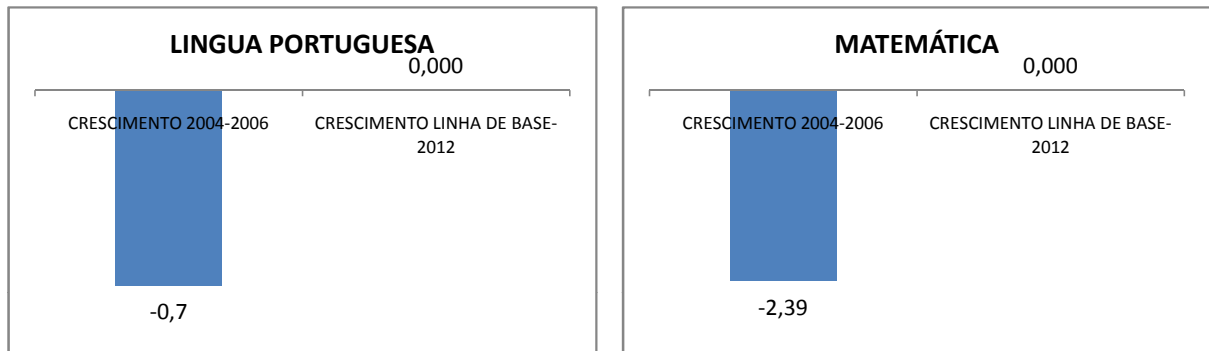 LINGUA PORTUGUESA
0,000
CRESCIMENTO 2004-2006
CRESCIMENTO LINHA DE BASE-
2012
-0,7
MATEMÁTICA
0,000
CRESCIMENTO 2004-2006
CRESCIMENTO LINHA DE BASE-
2012
-2,39